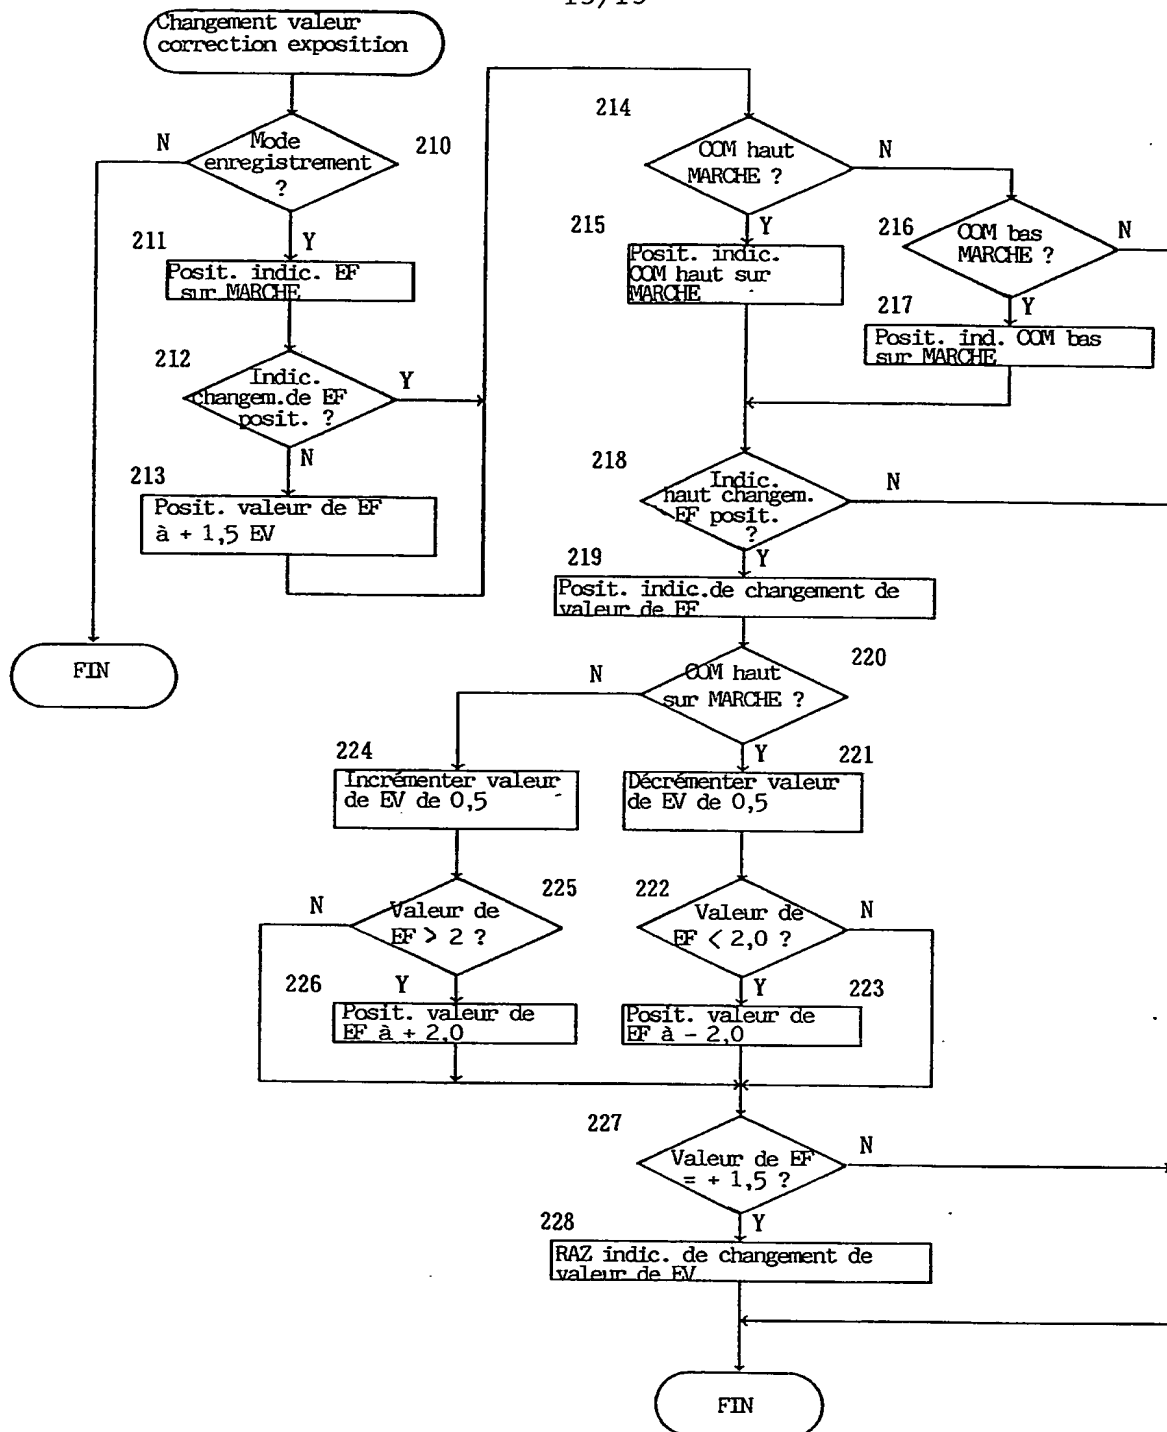 Changement valeur
correction exposition
N
Mode
enregistrement
?
210
Y
211
Posit. indic. EF
sur MARCHE
212
Indic.
changem.de EF
posit. ?
Y
N
213
Posit. valeur de EF
à + 1,5 EV
FIN
214
COM haut
MARCHE ?
N
Y
215
Posit. indic.
COM haut sur
MARCHE
216
COM bas
MARCHE ?
N
Y
217
Posit. ind. COM bas
sur MARCHE
218
Indic.
haut changem.
EF posit.
?
N
Y
219
Posit. indic.de changement de
valeur de EF
220
COM haut
sur MARCHE ?
N
Y
224
Incrémenter valeur
de EV de 0,5
221
Décrémenter valeur
de EV de 0,5
225
Valeur de
EF > 2 ?
N
Y
222
Valeur de
EF < 2,0 ?
N
Y
226
Posit. valeur de
EF à + 2,0
223
Posit. valeur de
EF à - 2,0
227
Valeur de EF
= + 1,5 ?
N
Y
228
RAZ indic. de changement de
valeur de EV
FIN